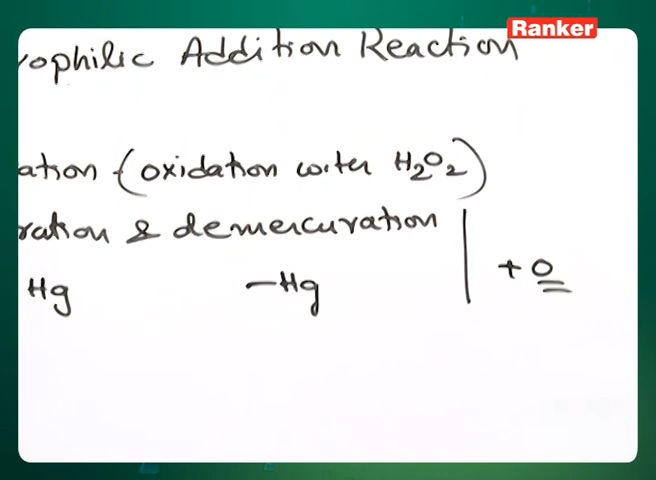 Ranker
rophilic Addition Reaction
ation (oxidation with H₂O₂)
ration & demercuration
Hg -Hg + O